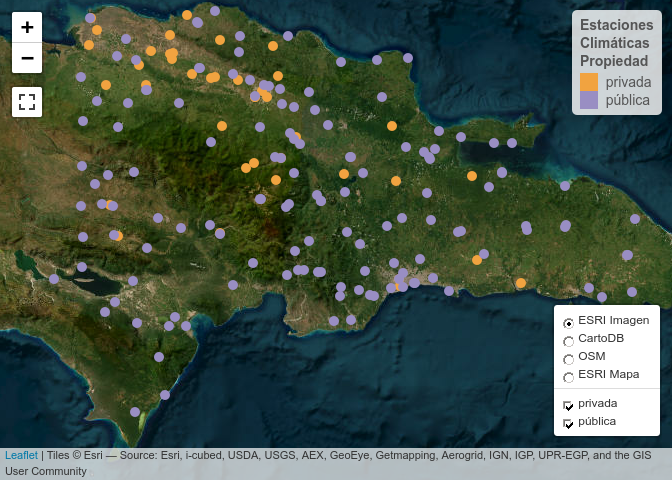 +
−
Estaciones
Climáticas
Propiedad
privada
pública
ESRI Imagen
CartoDB
OSM
ESRI Mapa
privada
pública
Leaflet | Tiles © Esri — Source: Esri, i-cubed, USDA, USGS, AEX, GeoEye, Getmapping, Aerogrid, IGN, IGP, UPR-EGP, and the GIS
User Community